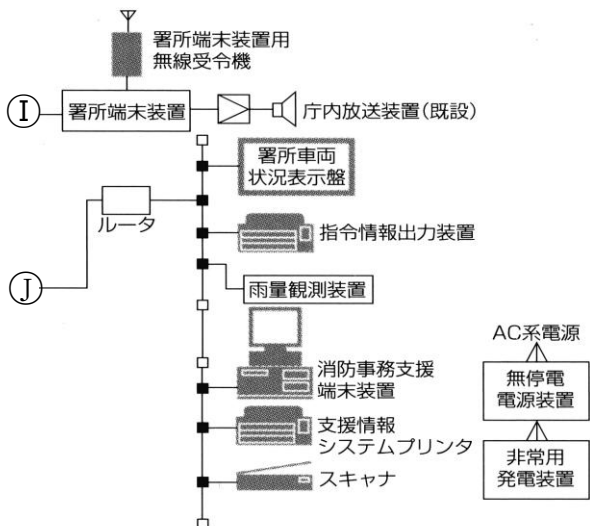 署所端末装置用
無線受令機
Ⓘ
署所端末装置
庁内放送装置(既設)
署所車両
状況表示盤
ルータ
指令情報出力装置
Ⓙ
雨量観測装置
消防事務支援
端末装置
支援情報
システムプリンタ
スキャナ
AC系電源
無停電
電源装置
非常用
発電装置